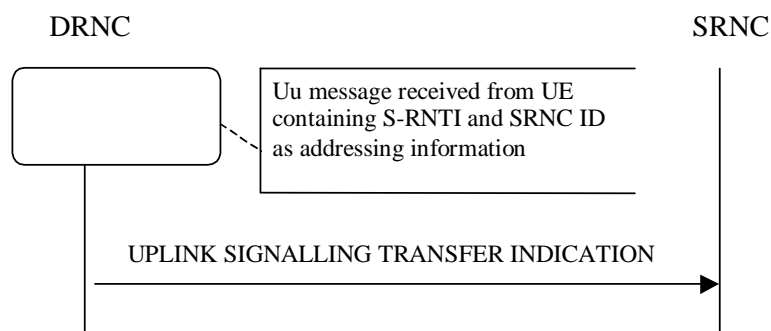 DRNC
SRNC
Uu message received from UE
containing S-RNTI and SRNC ID
as addressing information
UPLINK SIGNALLING TRANSFER INDICATION